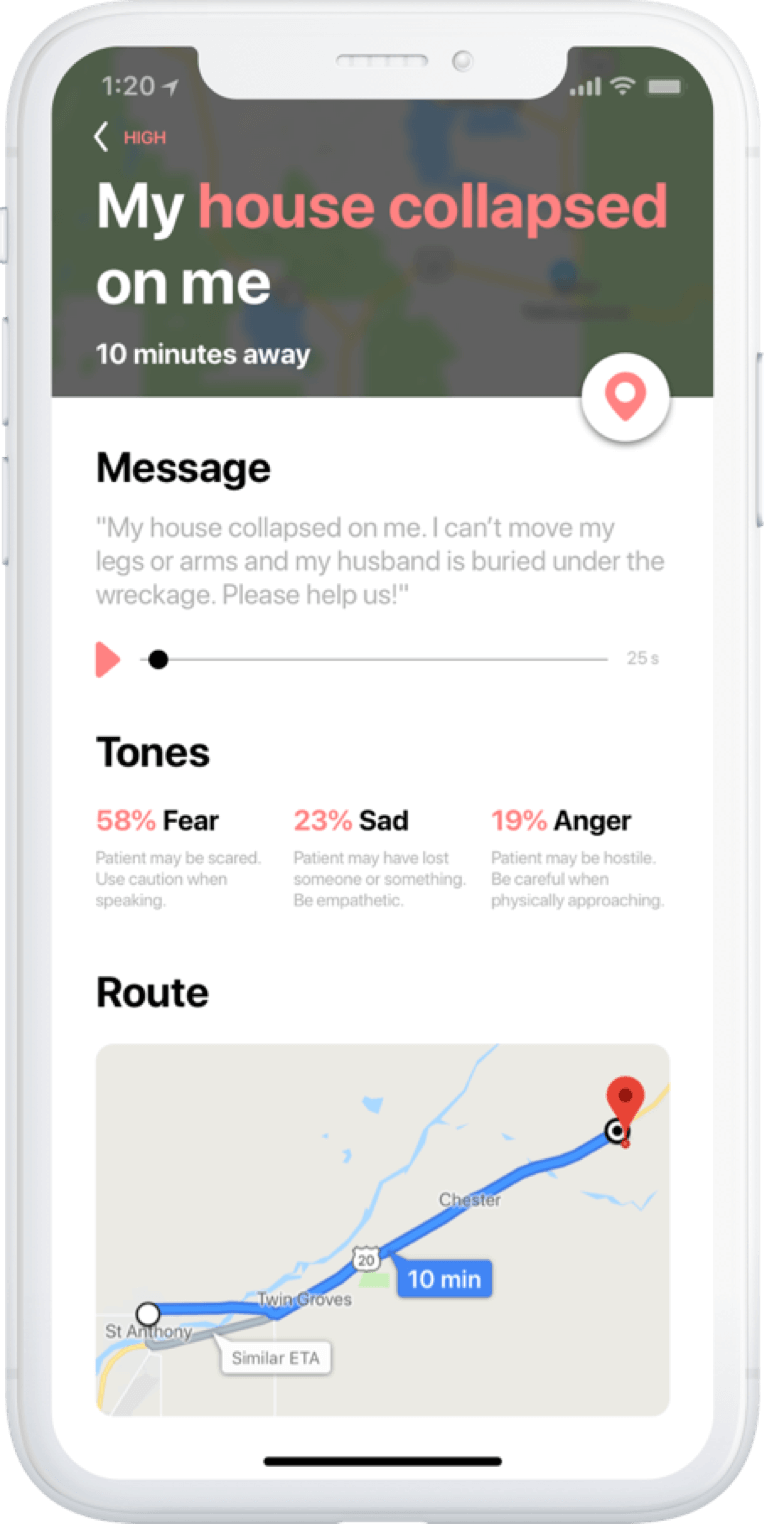 1:20
HIGH
My house collapsed
on me
10 minutes away
Message
"My house collapsed on me. I can’t move my
legs or arms and my husband is buried under the
wreckage. Please help us!"
25 s
Tones
58% Fear
Patient may be scared.
Use caution when
speaking.
23% Sad
Patient may have lost
someone or something.
Be empathetic.
19% Anger
Patient may be hostile.
Be careful when
physically approaching.
Route
Chester
20
10 min
Twin Groves
St Anthony
Similar ETA